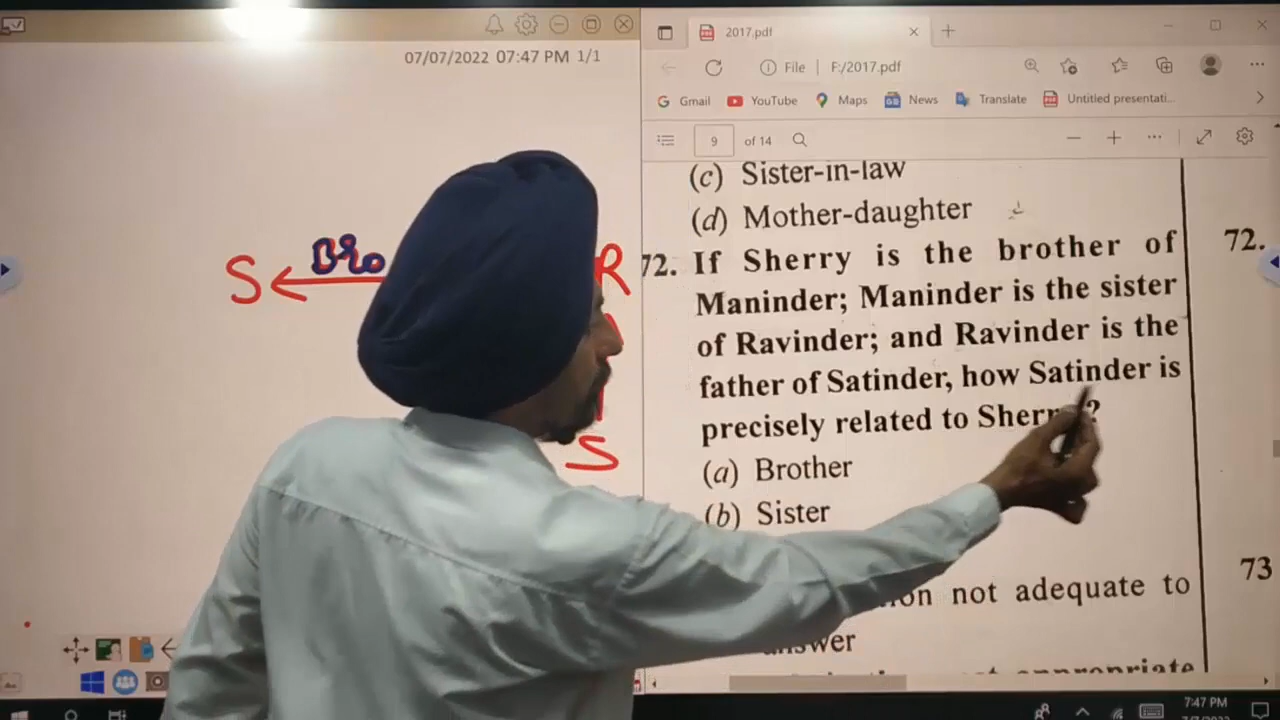 07/07/2022 07:47 PM 1/1
S
Bro
R
S
2017.pdf
File F:/2017.pdf
Gmail YouTube Maps News Translate Untitled presentati...
9 of 14
(c) Sister-in-law
(d) Mother-daughter
72. If Sherry is the brother of
Maninder; Maninder is the sister
of Ravinder; and Ravinder is the
father of Satinder, how Satinder is
precisely related to Sherr ?
(a) Brother
(b) Sister
not adequate to
72.
73
7:47 PM